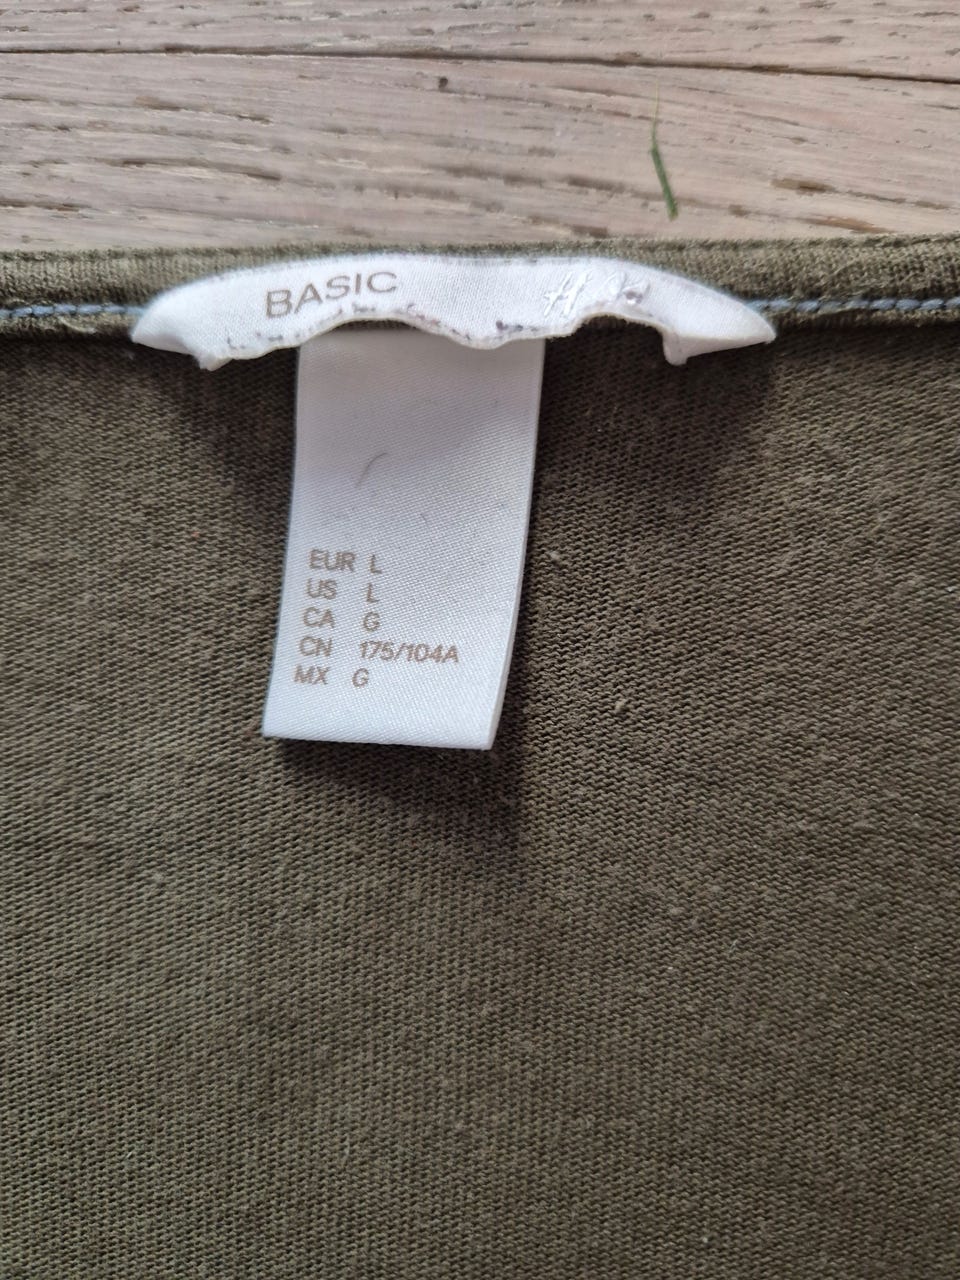 BASIC
EUR L
US L
CA G
CN 175/104A
MX G